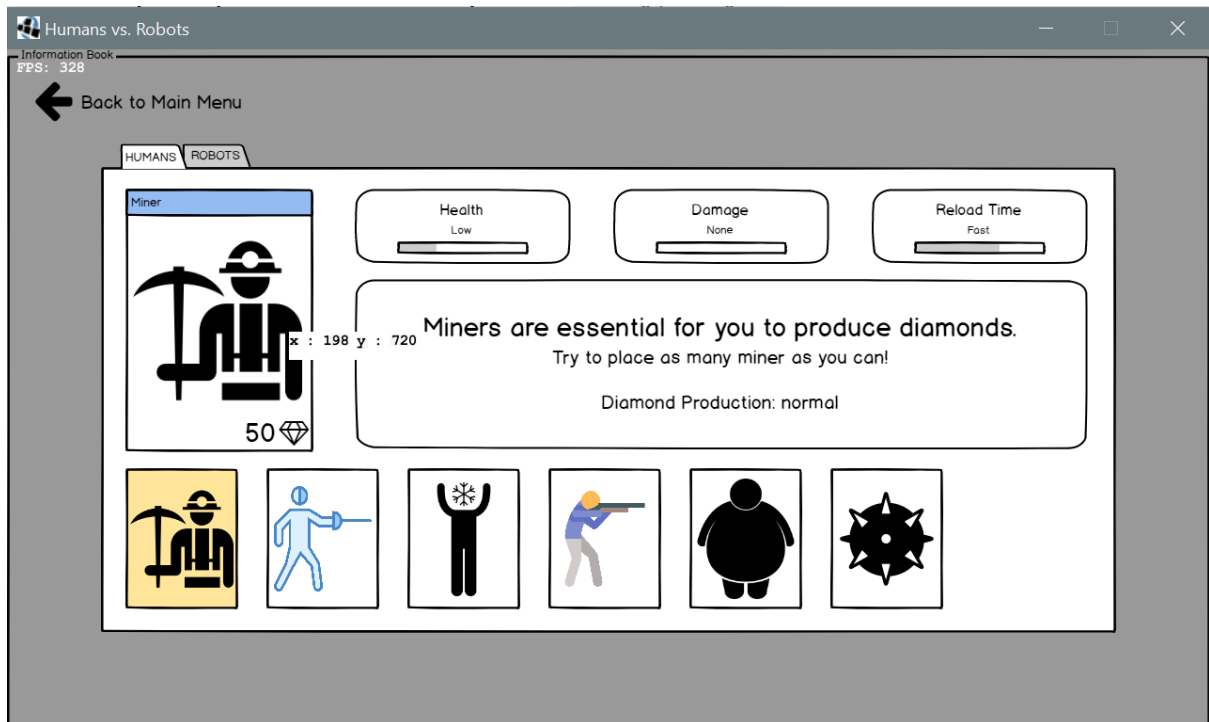 Humans vs. Robots
Information Book
FPS: 328
Back to Main Menu
HUMANS
ROBOTS
Miner
Health
Low
Damage
None
Reload Time
Fast
x : 198 y : 720
Miners are essential for you to produce diamonds.
Try to place as many miner as you can!
Diamond Production: normal
50